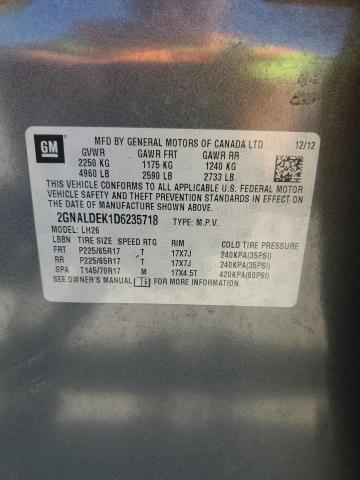 GM
MFD BY GENERAL MOTORS OF CANADA LTD. 12/12
GVWR GAWR FRT GAWR RR
2250 KG 1175 KG 1240 KG
4960 LB 2590 LB 2733 LB
THIS VEHICLE CONFORMS TO ALL APPLICABLE U.S. FEDERAL MOTOR
VEHICLE SAFETY AND THEFT PREVENTION STANDARDS IN EFFECT ON
THE DATE OF MANUFACTURE SHOWN ABOVE.
2GNALDEK1D6235718 TYPE: M.P.V.
MODEL: LH26
LBBN TIRE SIZE SPEED RTG RIM COLD TIRE PRESSURE
FRT P225/65R17 T 17X7J 240KPA(35PSI)
RR P225/65R17 T 17X7J 240KPA(35PSI)
SPA T145/70R17 M 17X4.5T 420KPA(60PSI)
SEE OWNER'S MANUAL FOR MORE INFORMATION.